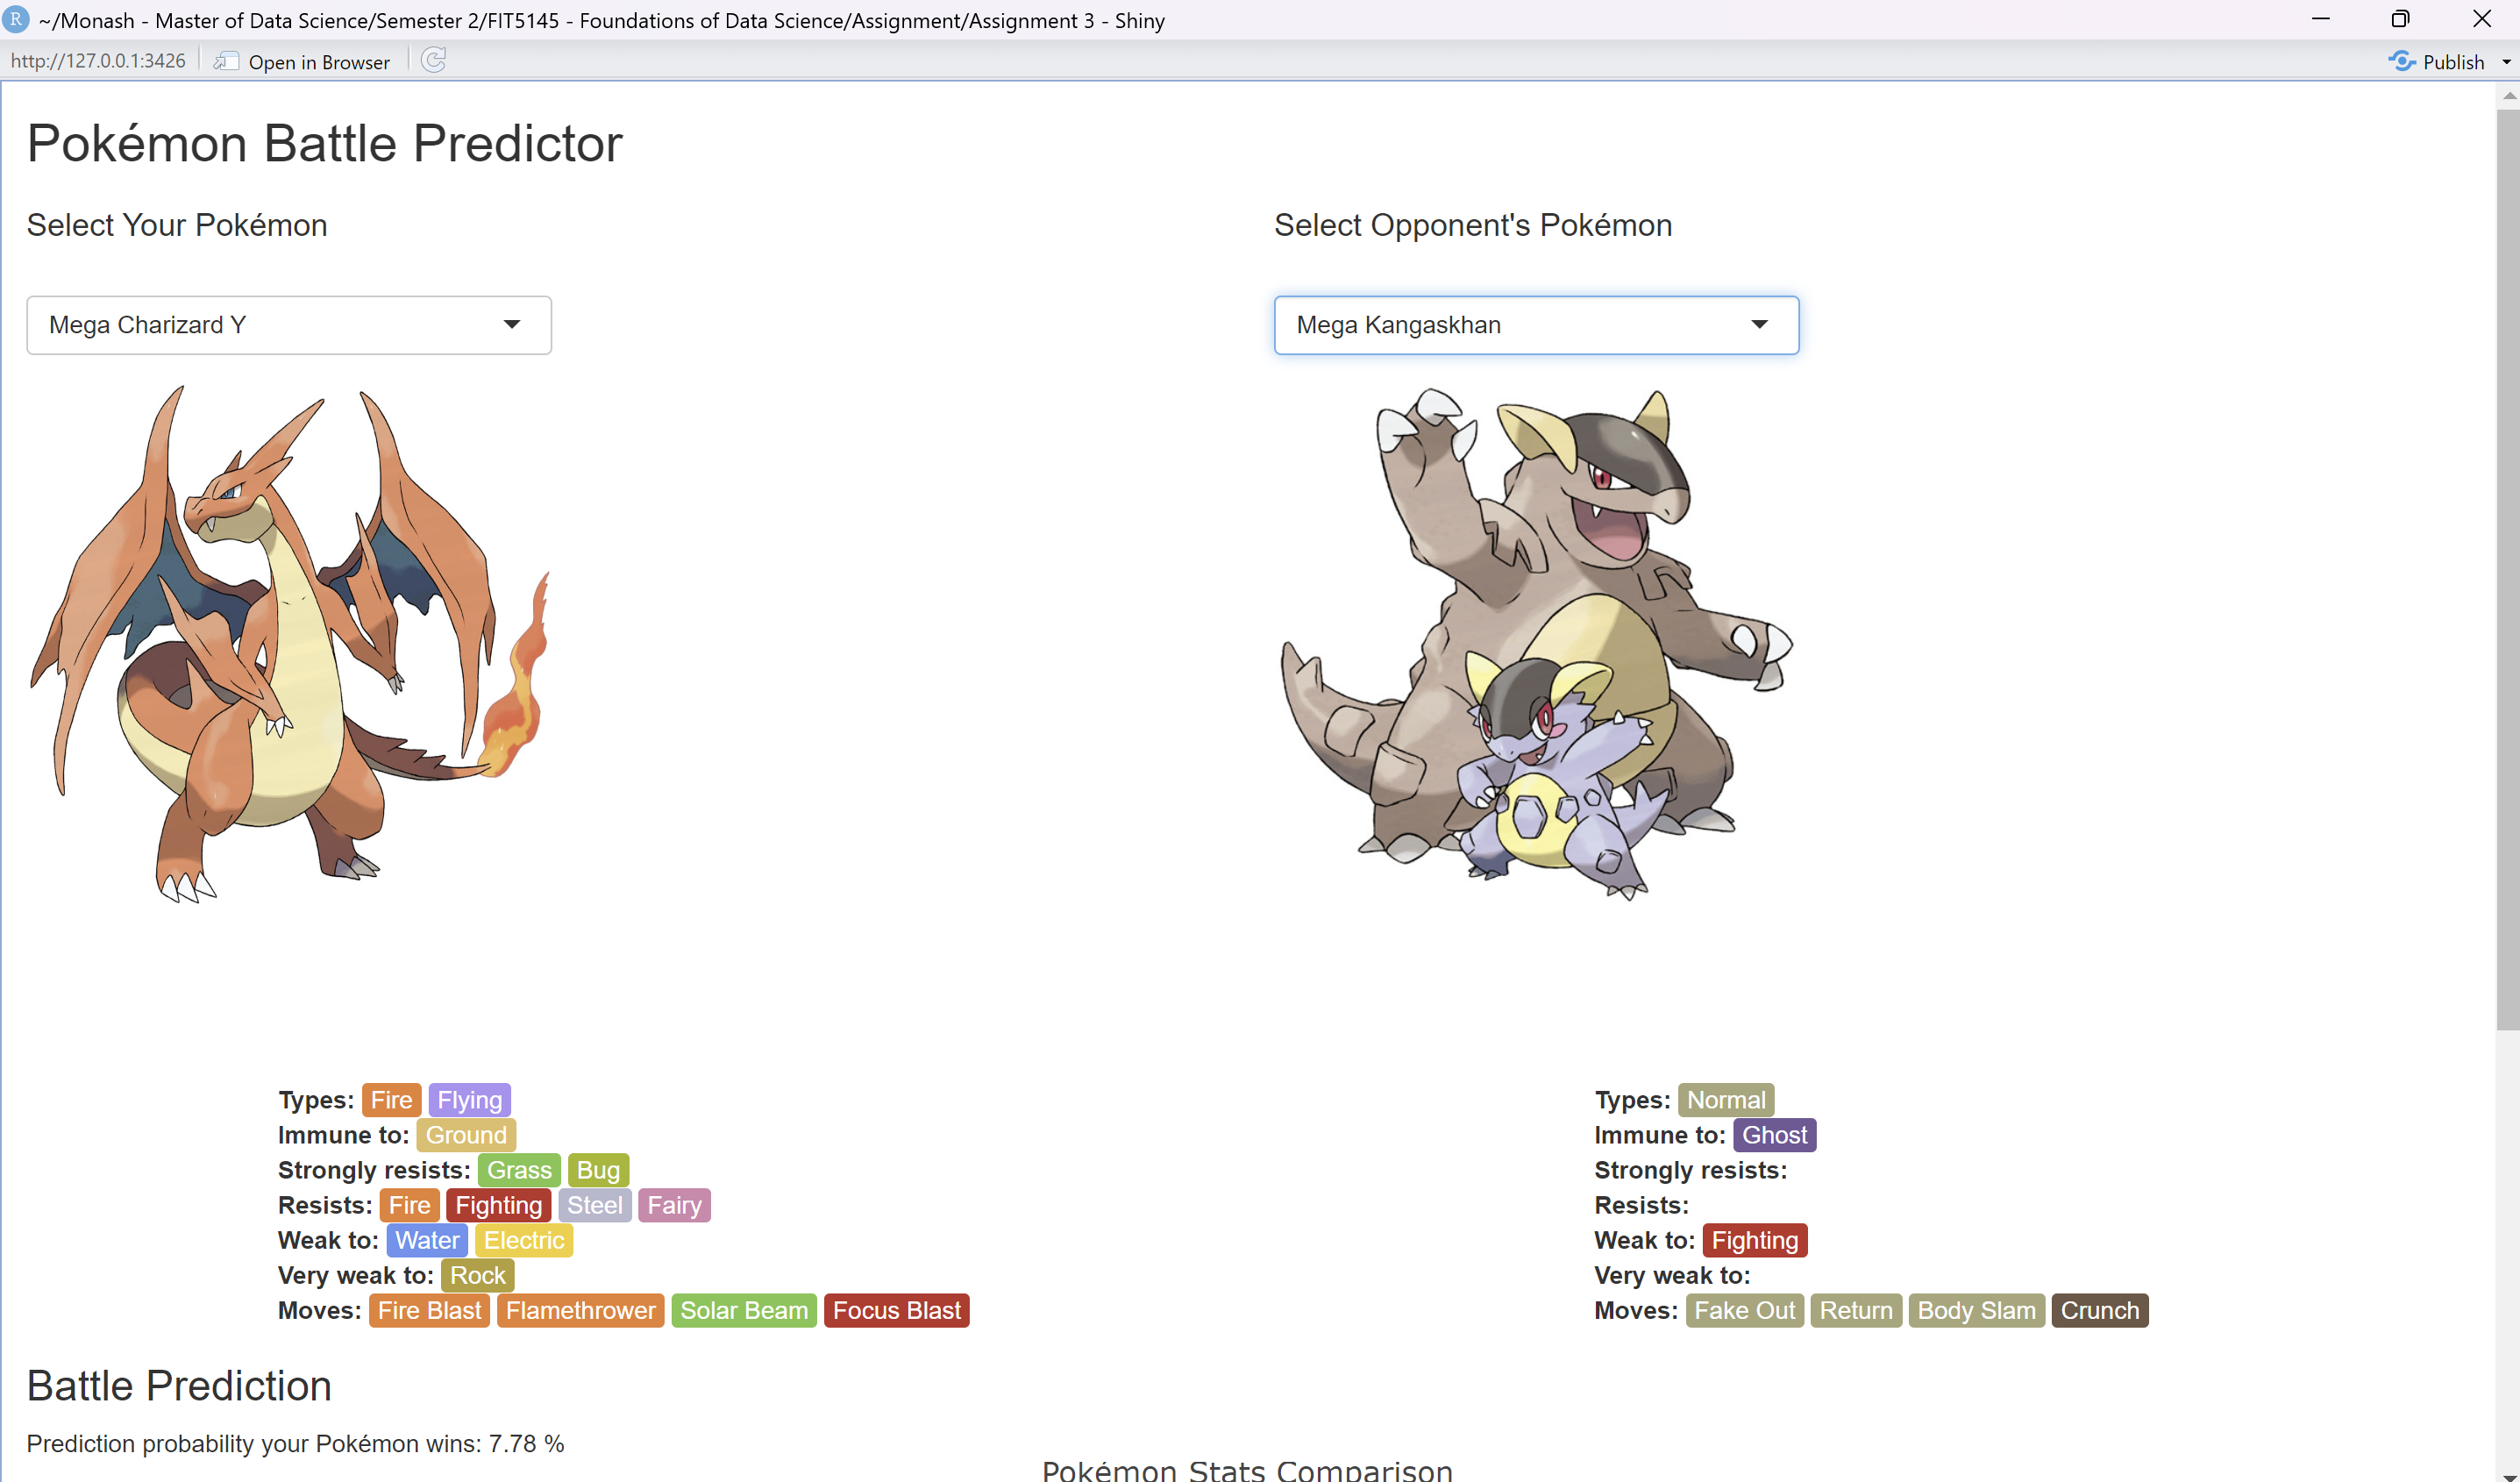 R ~/Monash - Master of Data Science/Semester 2/FIT5145 - Foundations of Data Science/Assignment/Assignment 3 - Shiny
http://127.0.0.1:3426 Open in Browser Publish
Pokémon Battle Predictor
Select Your Pokémon
Mega Charizard Y
Select Opponent's Pokémon
Mega Kangaskhan
Types: Fire Flying
Immune to: Ground
Strongly resists: Grass Bug
Resists: Fire Fighting Steel Fairy
Weak to: Water Electric
Very weak to: Rock
Moves: Fire Blast Flamethrower Solar Beam Focus Blast
Types: Normal
Immune to: Ghost
Strongly resists:
Resists:
Weak to: Fighting
Very weak to:
Moves: Fake Out Return Body Slam Crunch
Battle Prediction
Prediction probability your Pokémon wins: 7.78 %
Pokémon Stats Comparison